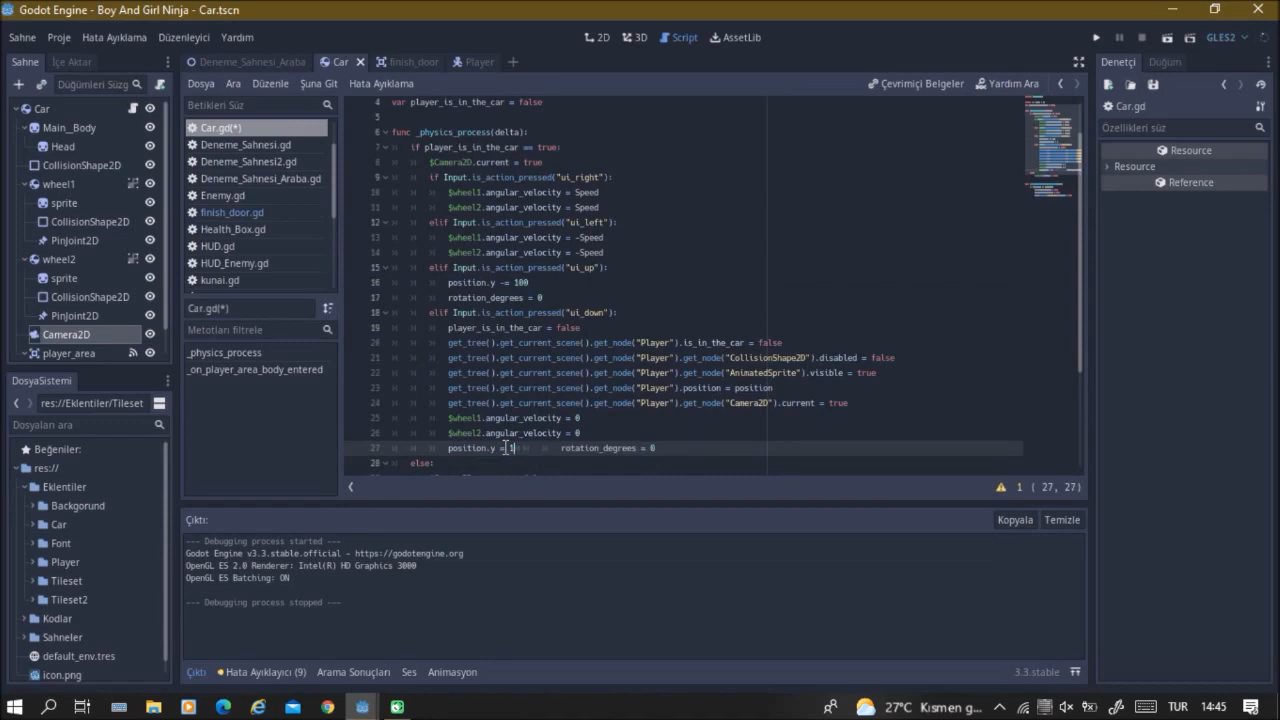 Godot Engine - Boy And Girl Ninja - Car.tscn
Sahne Proje Hata Ayıklama Düzenleyici Yardım
2D 3D Script AssetLib
GLES2
Sahne İçe Aktar
Deneme_Sahnesi_Araba Car finish_door Player
Denetçi Düğüm
Düğümleri Süzg
Dosya Ara Düzenle Şuna Git Hata Ayıklama
Çevrimiçi Belgeler Yardım Ara
Car
Main_Body
Head
CollisionShape2D
wheel1
sprite
CollisionShape2D
PinJoint2D
wheel2
sprite
CollisionShape2D
PinJoint2D
Camera2D
player_area
Betikleri Süz
Car.gd(*)
Deneme_Sahnesi.gd
Deneme_Sahnesi2.gd
Deneme_Sahnesi_Araba.gd
Enemy.gd
finish_door.gd
Health_Box.gd
HUD.gd
HUD_Enemy.gd
kunai.gd
Car.gd(*)
Metotları filtrele
_physics_process
_on_player_area_body_entered
4 var player_is_in_the_car = false
5
6 func _physics_process(delta):
7 if player_is_in_the_car == true:
8 $Camera2D.current = true
9 if Input.is_action_pressed("ui_right"):
10 $wheel1.angular_velocity = Speed
11 $wheel2.angular_velocity = Speed
12 elif Input.is_action_pressed("ui_left"):
13 $wheel1.angular_velocity = -Speed
14 $wheel2.angular_velocity = -Speed
15 elif Input.is_action_pressed("ui_up"):
16 position.y -= 100
17 rotation_degrees = 0
18 elif Input.is_action_pressed("ui_down"):
19 player_is_in_the_car = false
20 get_tree().get_current_scene().get_node("Player").is_in_the_car = false
21 get_tree().get_current_scene().get_node("Player").get_node("CollisionShape2D").disabled = false
22 get_tree().get_current_scene().get_node("Player").get_node("AnimatedSprite").visible = true
23 get_tree().get_current_scene().get_node("Player").position = position
24 get_tree().get_current_scene().get_node("Player").get_node("Camera2D").current = true
25 $wheel1.angular_velocity = 0
26 $wheel2.angular_velocity = 0
27 position.y = 1 rotation_degrees = 0
28 else:
1 ( 27, 27)
Car.gd
Özellikleri süz
Resource
Resource
Reference
DosyaSistemi
res://Eklentiler/Tileset
Dosyaları ara
Beğeniler:
res://
Eklentiler
Backgorund
Car
Font
Player
Tileset
Tileset2
Kodlar
Sahneler
default_env.tres
icon.png
Çıktı:
Kopyala Temizle
--- Debugging process started ---
Godot Engine v3.3.stable.official - https://godotengine.org
OpenGL ES 2.0 Renderer: Intel(R) HD Graphics 3000
OpenGL ES Batching: ON
--- Debugging process stopped ---
Çıktı Hata Ayıklayıcı (9) Arama Sonuçları Ses Animasyon
3.3.stable
27°C Kısmen g... TUR 14:45